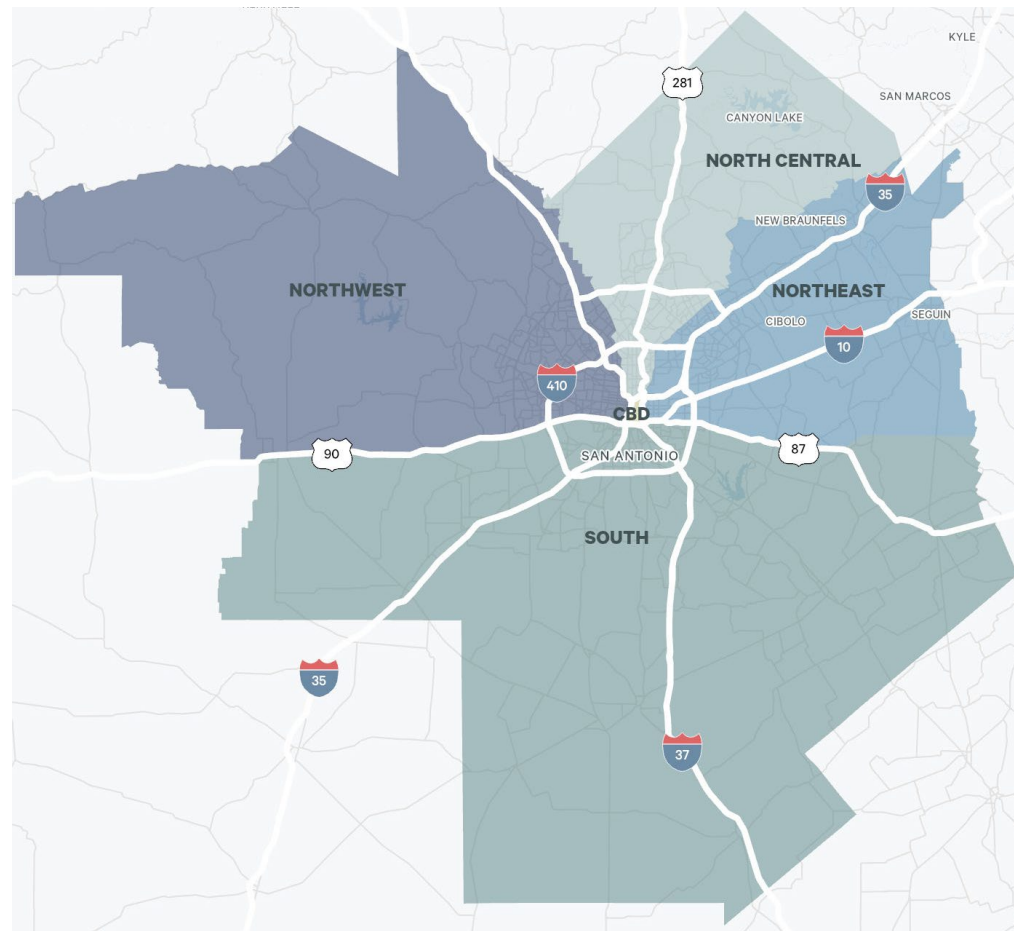 KYLE
281
SAN MARCOS
CANYON LAKE
NORTH CENTRAL
35
NEW BRAUNFELS
NORTHWEST
NORTHEAST
SEGUIN
CIBOLO
10
410
CBD
90
87
SAN ANTONIO
SOUTH
35
37